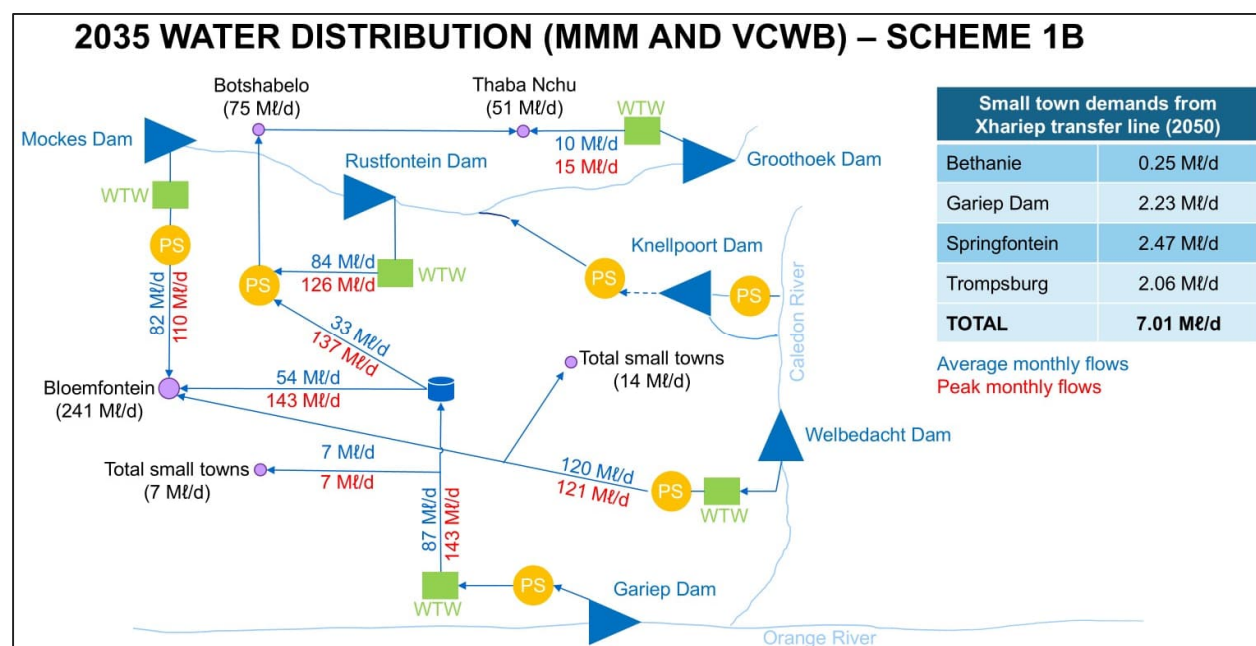 2035 WATER DISTRIBUTION (MMM AND VCWB) – SCHEME 1B
Botshabelo
(75 Mℓ/d)
Thaba Nchu
(51 Mℓ/d)
WTW
Mockes Dam
10 Mℓ/d
15 Mℓ/d
Groothoek Dam
Rustfontein Dam
WTW
PS
Knellpoort Dam
84 Mℓ/d
126 Mℓ/d
WTW
PS
PS
PS
Caledon River
82 Mℓ/d
110 Mℓ/d
33 Mℓ/d
137 Mℓ/d
Total small towns
(14 Mℓ/d)
Bloemfontein
(241 Mℓ/d)
54 Mℓ/d
143 Mℓ/d
Welbedacht Dam
Total small towns
(7 Mℓ/d)
7 Mℓ/d
7 Mℓ/d
120 Mℓ/d
121 Mℓ/d
PS
WTW
87 Mℓ/d
143 Mℓ/d
WTW
PS
Gariep Dam
Orange River
Small town demands from
Xhariep transfer line (2050)
Bethanie 0.25 Mℓ/d
Gariep Dam 2.23 Mℓ/d
Springfontein 2.47 Mℓ/d
Trompsburg 2.06 Mℓ/d
TOTAL 7.01 Mℓ/d
Average monthly flows
Peak monthly flows